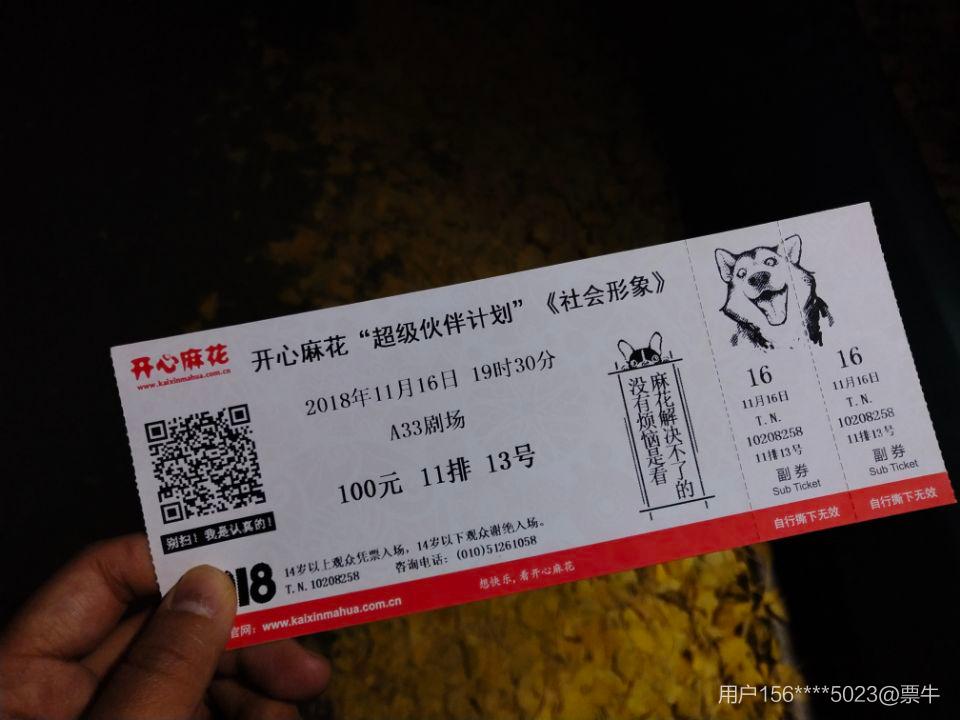 开心麻花
www.kaixinmahua.com.cn
开心麻花“超级伙伴计划”《社会形象》
2018年11月16日 19时30分
A33剧场
100元 11排 13号
别扫！我是认真的！
没有烦恼是看
麻花解决不了的
18
14岁以上观众凭票入场，14岁以下观众谢绝入场。
T.N. 10208258 咨询电话：(010)51261058
官网：www.kaixinmahua.com.cn
想快乐，看开心麻花
16
11月16日
T.N.
10208258
11排13号
副 券
Sub Ticket
自行撕下无效
16
11月16日
T.N.
10208258
11排13号
副 券
Sub Ticket
自行撕下无效
用户156****5023@票牛